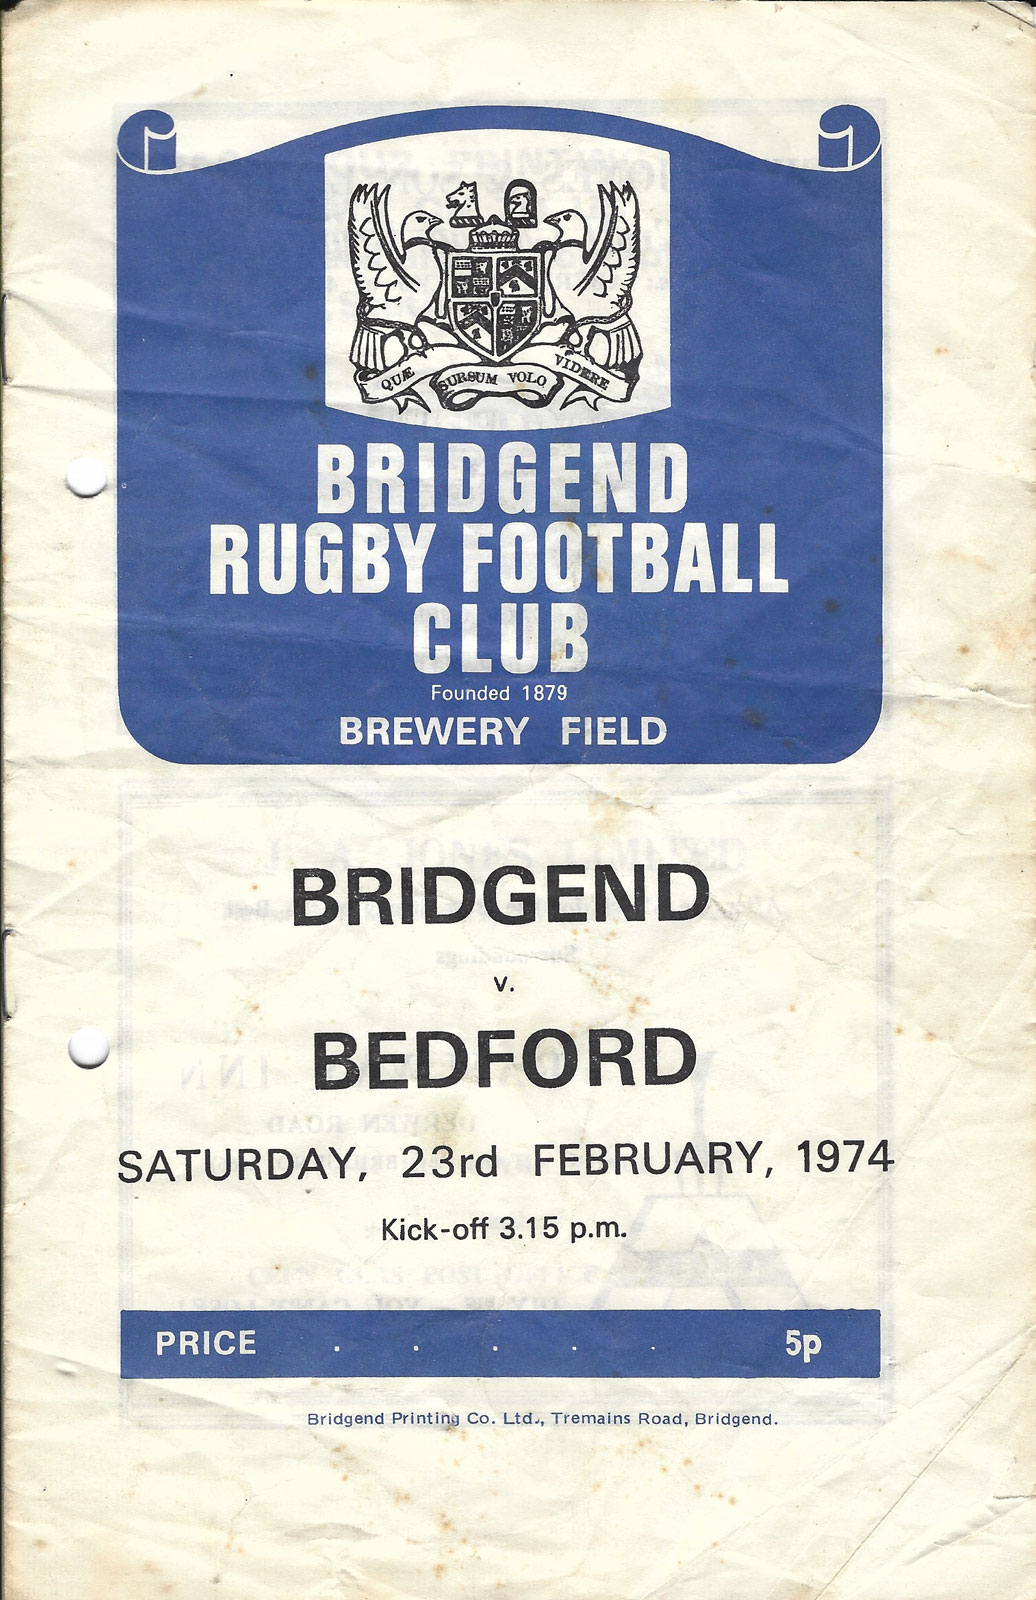 QUÆ SURSUM VOLO VIDERE
BRIDGEND
RUGBY FOOTBALL
CLUB
Founded 1879
BREWERY FIELD
BRIDGEND
v.
BEDFORD
SATURDAY, 23rd FEBRUARY, 1974
Kick-off 3.15 p.m.
PRICE . . . . . 5p
Bridgend Printing Co. Ltd., Tremains Road, Bridgend.